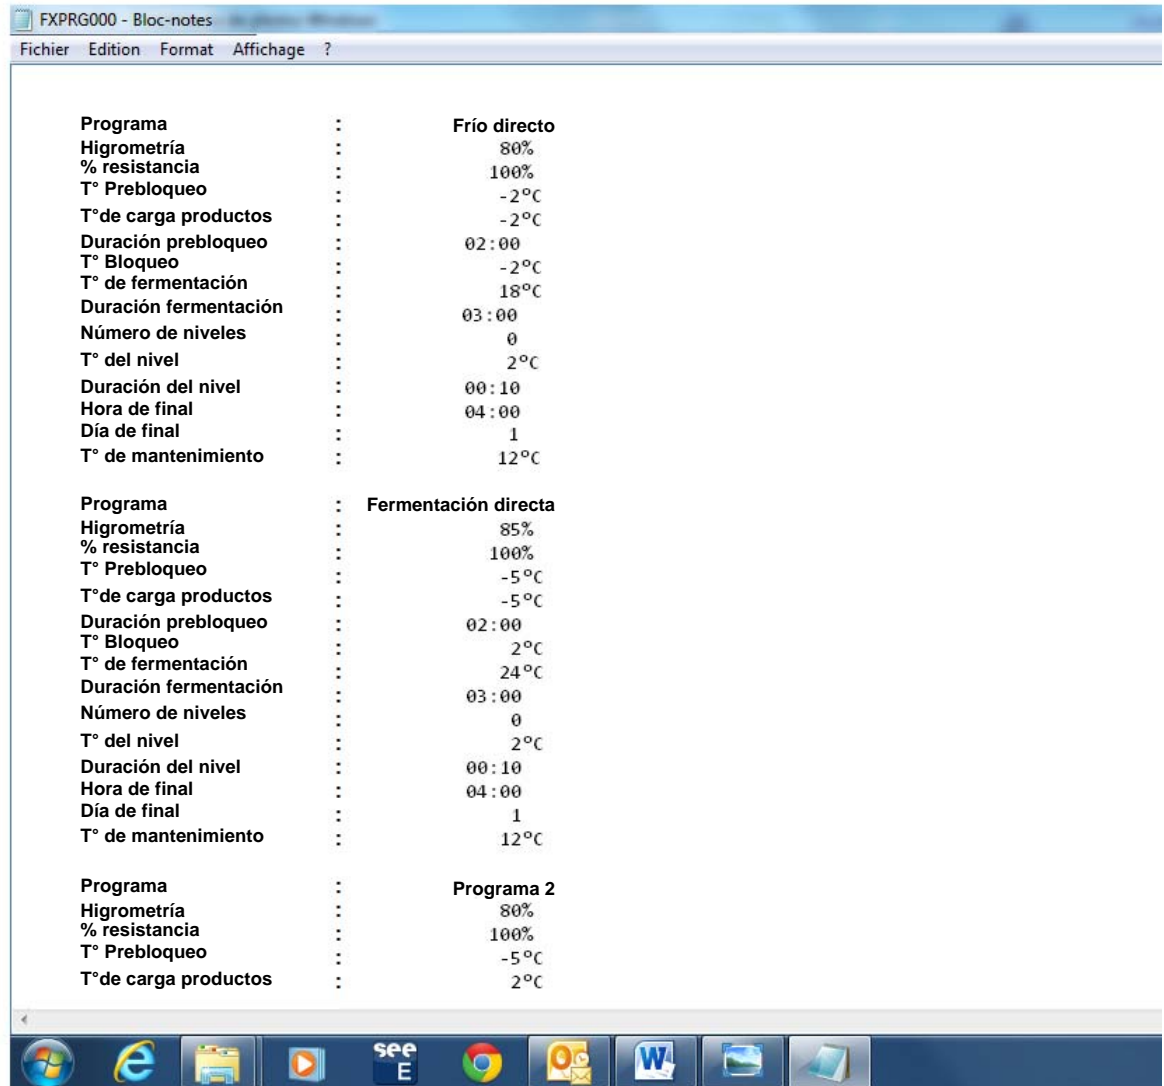 FXPRG000 - Bloc-notes
Fichier Edition Format Affichage ?
Programa : Frío directo
Higrometría : 80%
% resistancia : 100%
T° Prebloqueo : -2°C
T°de carga productos : -2°C
Duración prebloqueo : 02:00
T° Bloqueo : -2°C
T° de fermentación : 18°C
Duración fermentación : 03:00
Número de niveles : 0
T° del nivel : 2°C
Duración del nivel : 00:10
Hora de final : 04:00
Día de final : 1
T° de mantenimiento : 12°C
Programa : Fermentación directa
Higrometría : 85%
% resistancia : 100%
T° Prebloqueo : -5°C
T°de carga productos : -5°C
Duración prebloqueo : 02:00
T° Bloqueo : 2°C
T° de fermentación : 24°C
Duración fermentación : 03:00
Número de niveles : 0
T° del nivel : 2°C
Duración del nivel : 00:10
Hora de final : 04:00
Día de final : 1
T° de mantenimiento : 12°C
Programa : Programa 2
Higrometría : 80%
% resistancia : 100%
T° Prebloqueo : -5°C
T°de carga productos : 2°C
see
E